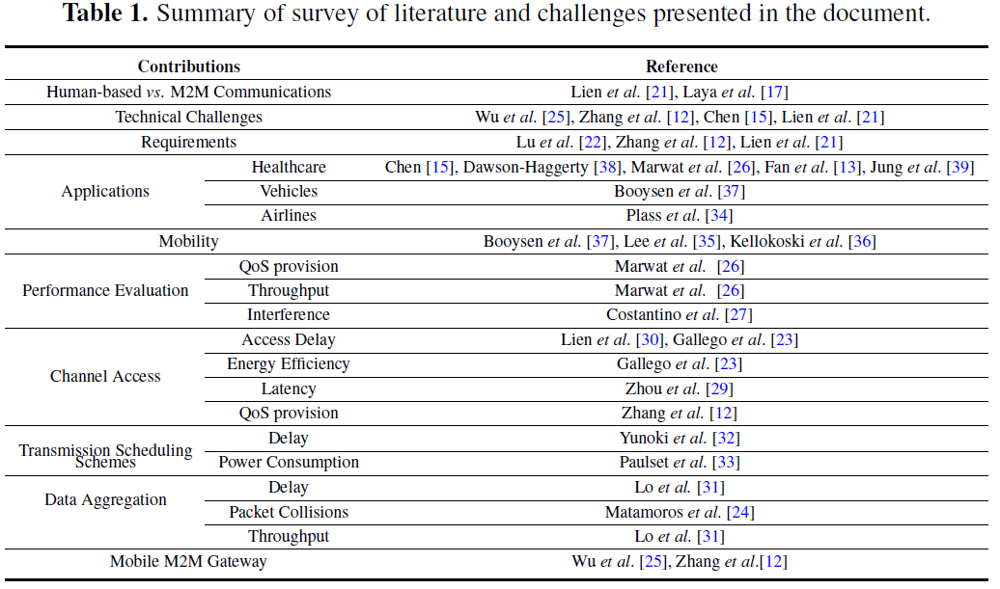 Table 1. Summary of survey of literature and challenges presented in the document.
Contributions Reference
Human-based vs. M2M Communications Lien et al. [21], Laya et al. [17]
Technical Challenges Wu et al. [25], Zhang et al. [12], Chen [15], Lien et al. [21]
Requirements Lu et al. [22], Zhang et al. [12], Lien et al. [21]
Applications
Healthcare Chen [15], Dawson-Haggerty [38], Marwat et al. [26], Fan et al. [13], Jung et al. [39]
Vehicles Booysen et al. [37]
Airlines Plass et al. [34]
Mobility Booysen et al. [37], Lee et al. [35], Kellokoski et al. [36]
Performance Evaluation
QoS provision Marwat et al. [26]
Throughput Marwat et al. [26]
Interference Costantino et al. [27]
Channel Access
Access Delay Lien et al. [30], Gallego et al. [23]
Energy Efficiency Gallego et al. [23]
Latency Zhou et al. [29]
QoS provision Zhang et al. [12]
Transmission Scheduling
Schemes
Delay Yunoki et al. [32]
Power Consumption Paulset et al. [33]
Data Aggregation
Delay Lo et al. [31]
Packet Collisions Matamoros et al. [24]
Throughput Lo et al. [31]
Mobile M2M Gateway Wu et al. [25], Zhang et al.[12]